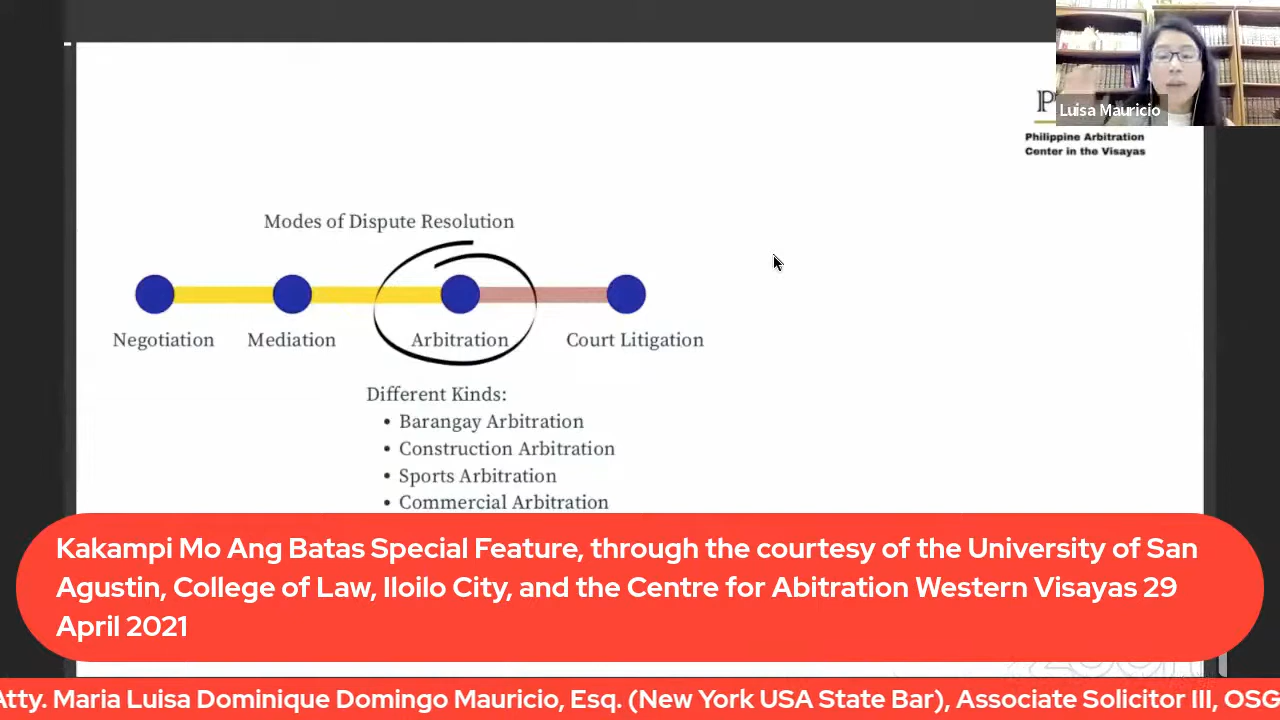 Luisa Mauricio
Philippine Arbitration
Center in the Visayas
Modes of Dispute Resolution
Negotiation
Mediation
Arbitration
Court Litigation
Different Kinds:
• Barangay Arbitration
• Construction Arbitration
• Sports Arbitration
• Commercial Arbitration
Kakampi Mo Ang Batas Special Feature, through the courtesy of the University of San
Agustin, College of Law, Iloilo City, and the Centre for Abitration Western Visayas 29
April 2021
zoom
Atty. Maria Luisa Dominique Domingo Mauricio, Esq. (New York USA State Bar), Associate Solicitor III, OSG